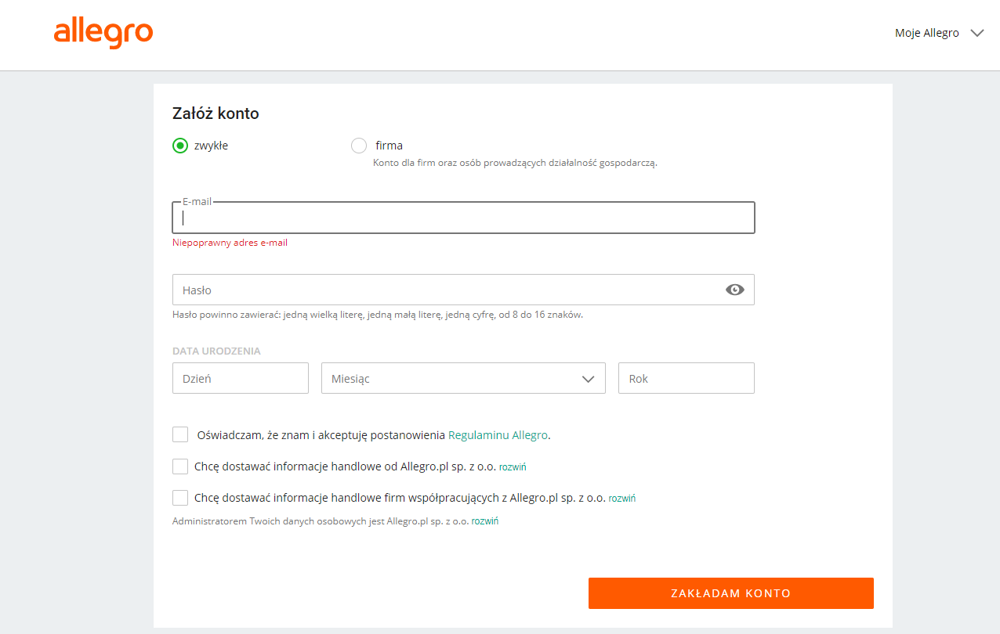 allegro
Moje Allegro
Załóż konto
zwykłe
firma
Konto dla firm oraz osób prowadzących działalność gospodarczą.
E-mail
Niepoprawny adres e-mail
Hasło
Hasło powinno zawierać: jedną wielką literę, jedną małą literę, jedną cyfrę, od 8 do 16 znaków.
DATA URODZENIA
Dzień
Miesiąc
Rok
Oświadczam, że znam i akceptuję postanowienia Regulaminu Allegro.
Chcę dostawać informacje handlowe od Allegro.pl sp. z o.o. rozwiń
Chcę dostawać informacje handlowe firm współpracujących z Allegro.pl sp. z o.o. rozwiń
Administratorem Twoich danych osobowych jest Allegro.pl sp. z o.o. rozwiń
ZAKŁADAM KONTO